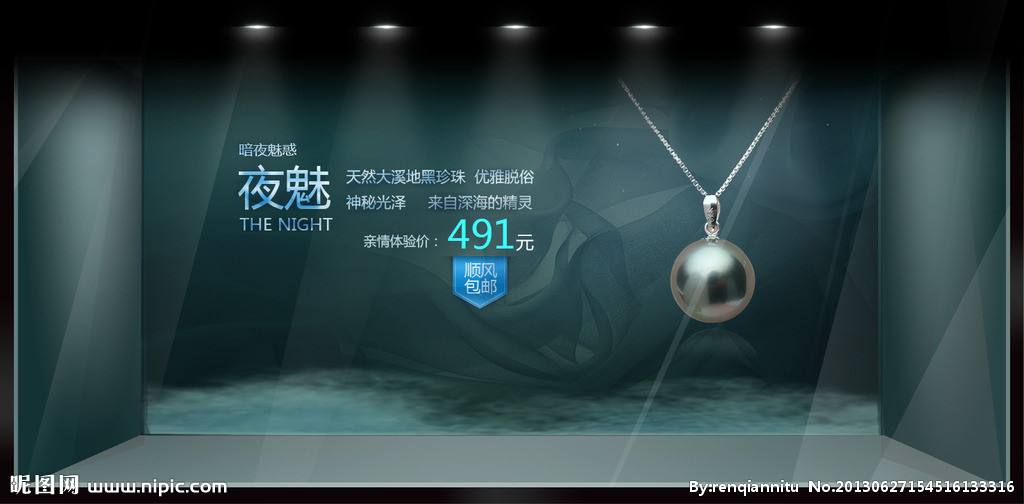 暗夜魅惑
夜魅
THE NIGHT
天然大溪地黑珍珠 优雅脱俗
神秘光泽 来自深海的精灵
亲情体验价：491元
顺风
包邮
昵图网 www.nipic.com
By:renqiannitu No.20130627154516133316